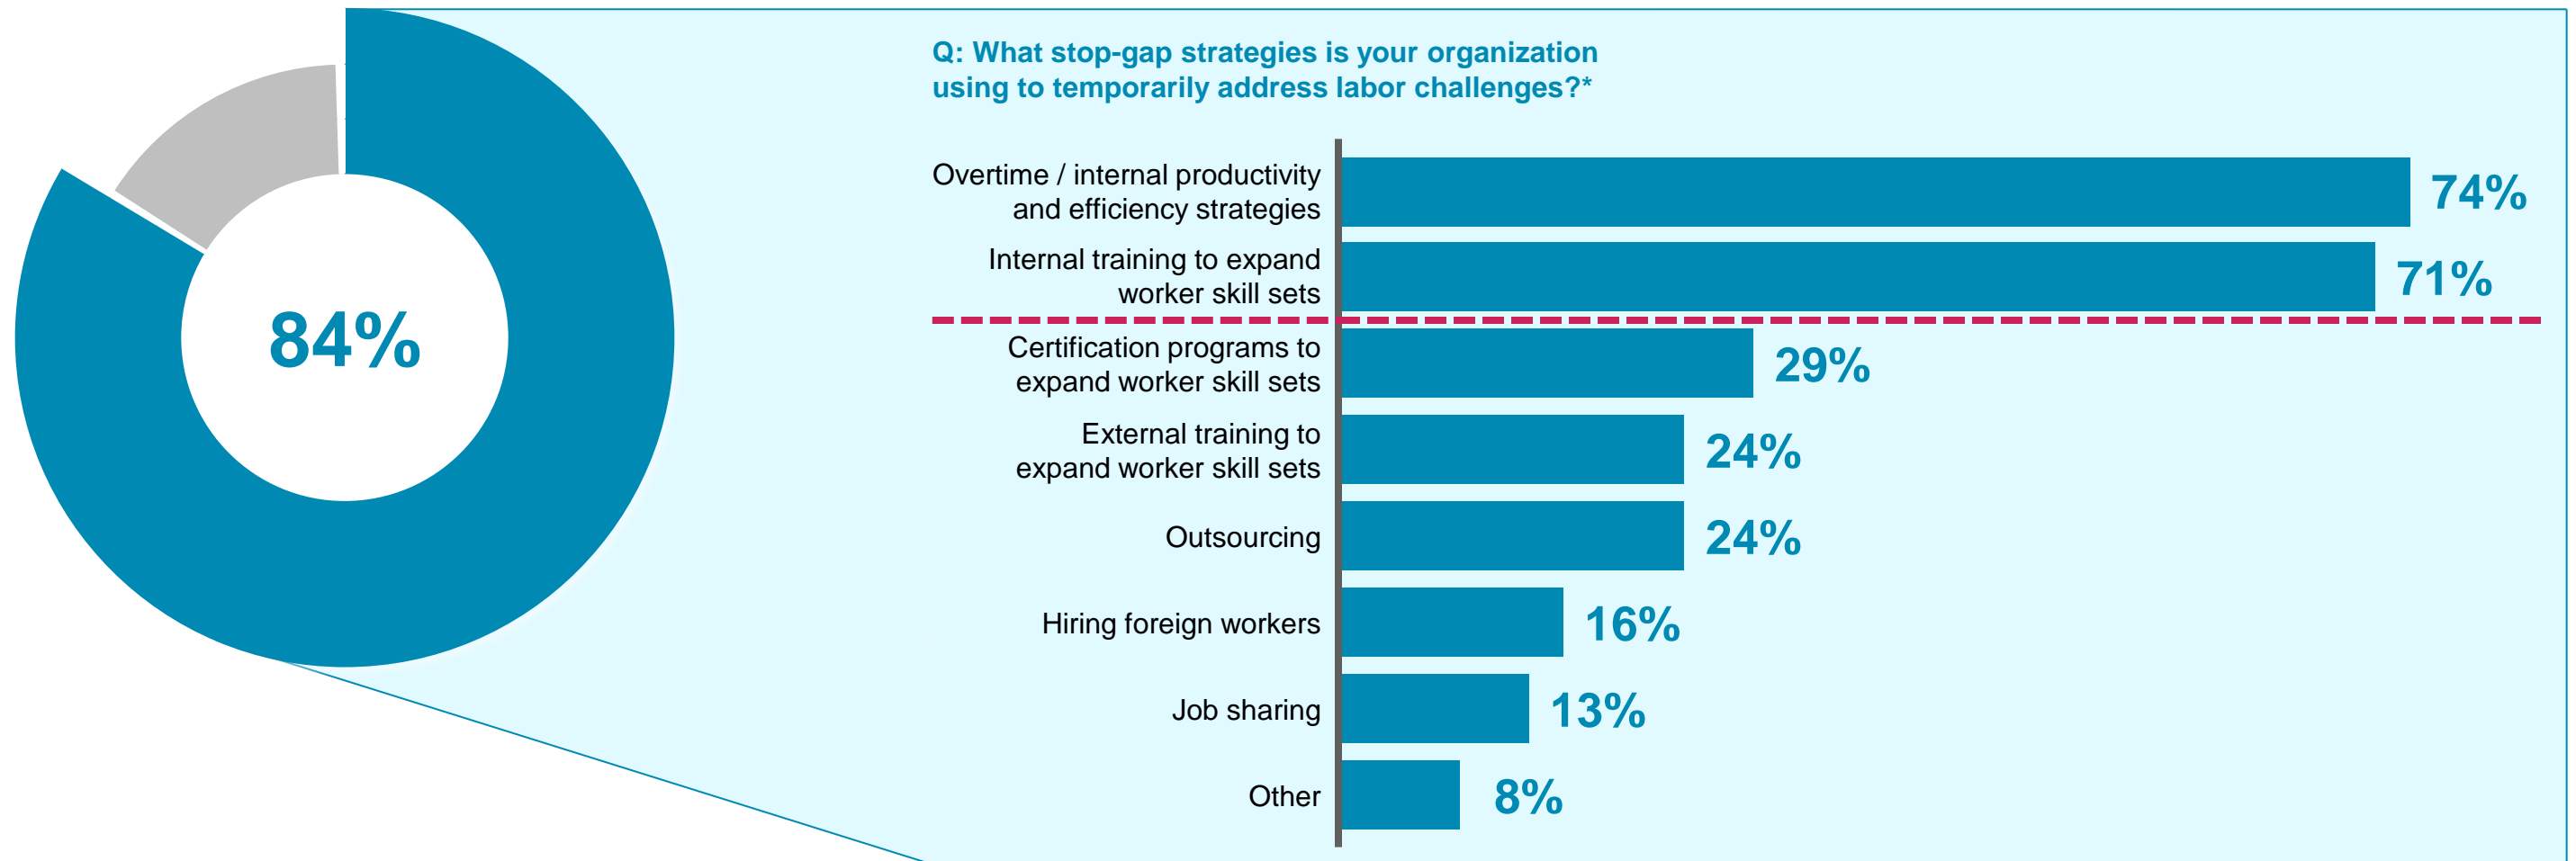 Q: What stop-gap strategies is your organization
using to temporarily address labor challenges?*
84%
Overtime / internal productivity
and efficiency strategies
74%
Internal training to expand
worker skill sets
71%
Certification programs to
expand worker skill sets
29%
External training to
expand worker skill sets
24%
Outsourcing
24%
Hiring foreign workers
16%
Job sharing
13%
Other
8%